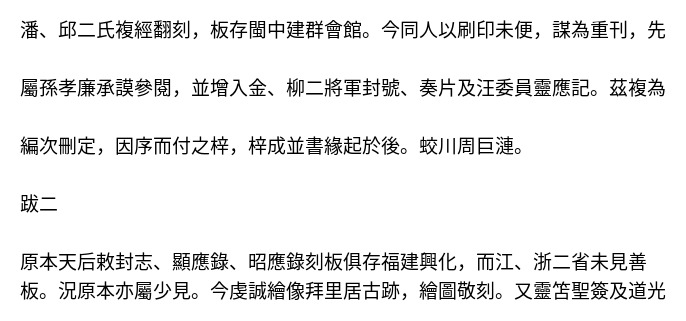 潘、邱二氏複經翻刻，板存閩中建群會館。今同人以刷印未便，謀為重刊，先
屬孫孝廉承謨參閱，並增入金、柳二將軍封號、奏片及汪委員靈應記。茲複為
編次刪定，因序而付之梓，梓成並書緣起於後。蛟川周巨漣。
跋二
原本天后敕封志、顯應錄、昭應錄刻板俱存福建興化，而江、浙二省未見善
板。況原本亦屬少見。今虔誠繪像拜里居古跡，繪圖敬刻。又靈笘聖簽及道光